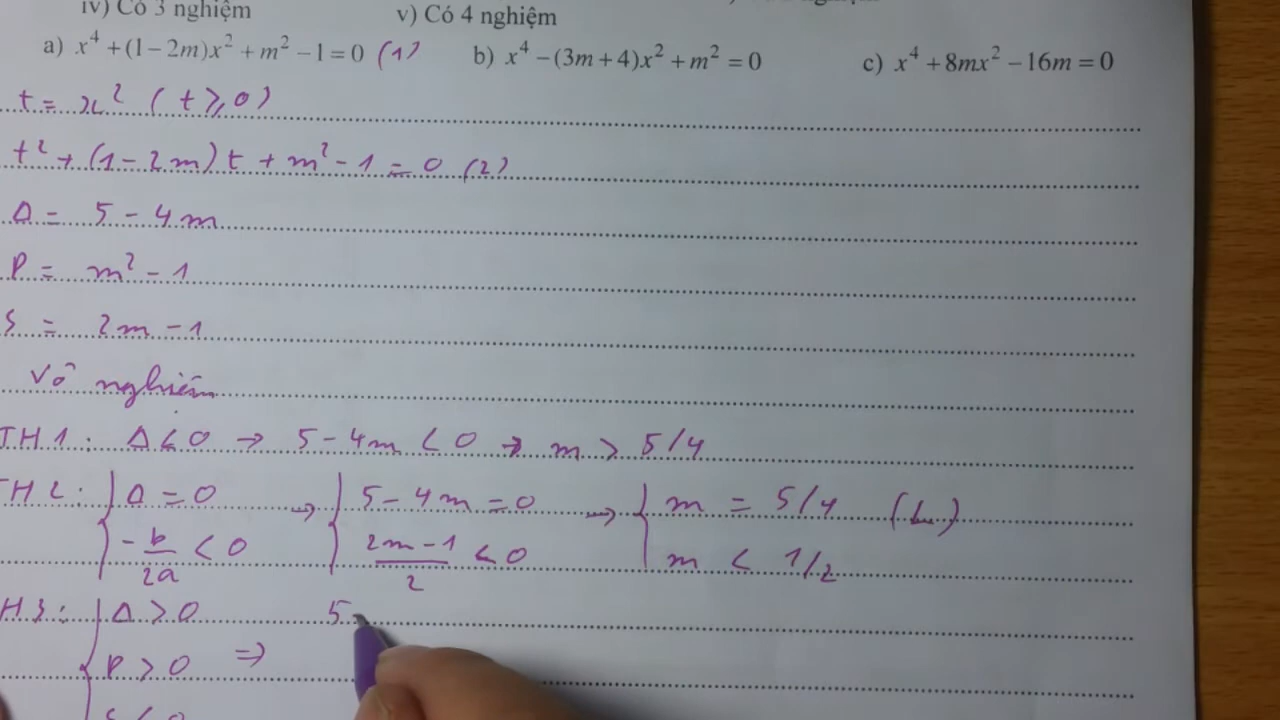 iv) Có 3 nghiệm v) Có 4 nghiệm
a) x⁴ + (1 − 2m)x² + m² − 1 = 0 (1) b) x⁴ − (3m + 4)x² + m² = 0 c) x⁴ + 8mx² − 16m = 0
t = x² (t ⩾ 0)
t² + (1 − 2m)t + m² − 1 = 0 (2)
Δ = 5 − 4m
P = m² − 1
S = 2m − 1
Vô nghiệm
TH1: Δ < 0 → 5 − 4m < 0 → m > 5/4
TH2: { Δ = 0 → { 5 − 4m = 0 → { m = 5/4 (L)
−b/2a < 0 (2m − 1)/2 < 0 m < 1/2
H3: { Δ > 0 5
P > 0 ⇒
S < 0